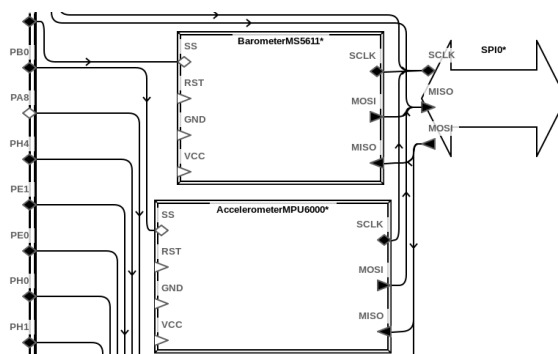 PB0
PA8
PH4
PE1
PE0
PH0
PH1
BarometerMS5611*
SS
RST
GND
VCC
SCLK
MOSI
MISO
SCLK
MISO
MOSI
SPI0*
AccelerometerMPU6000*
SS
RST
GND
VCC
SCLK
MOSI
MISO